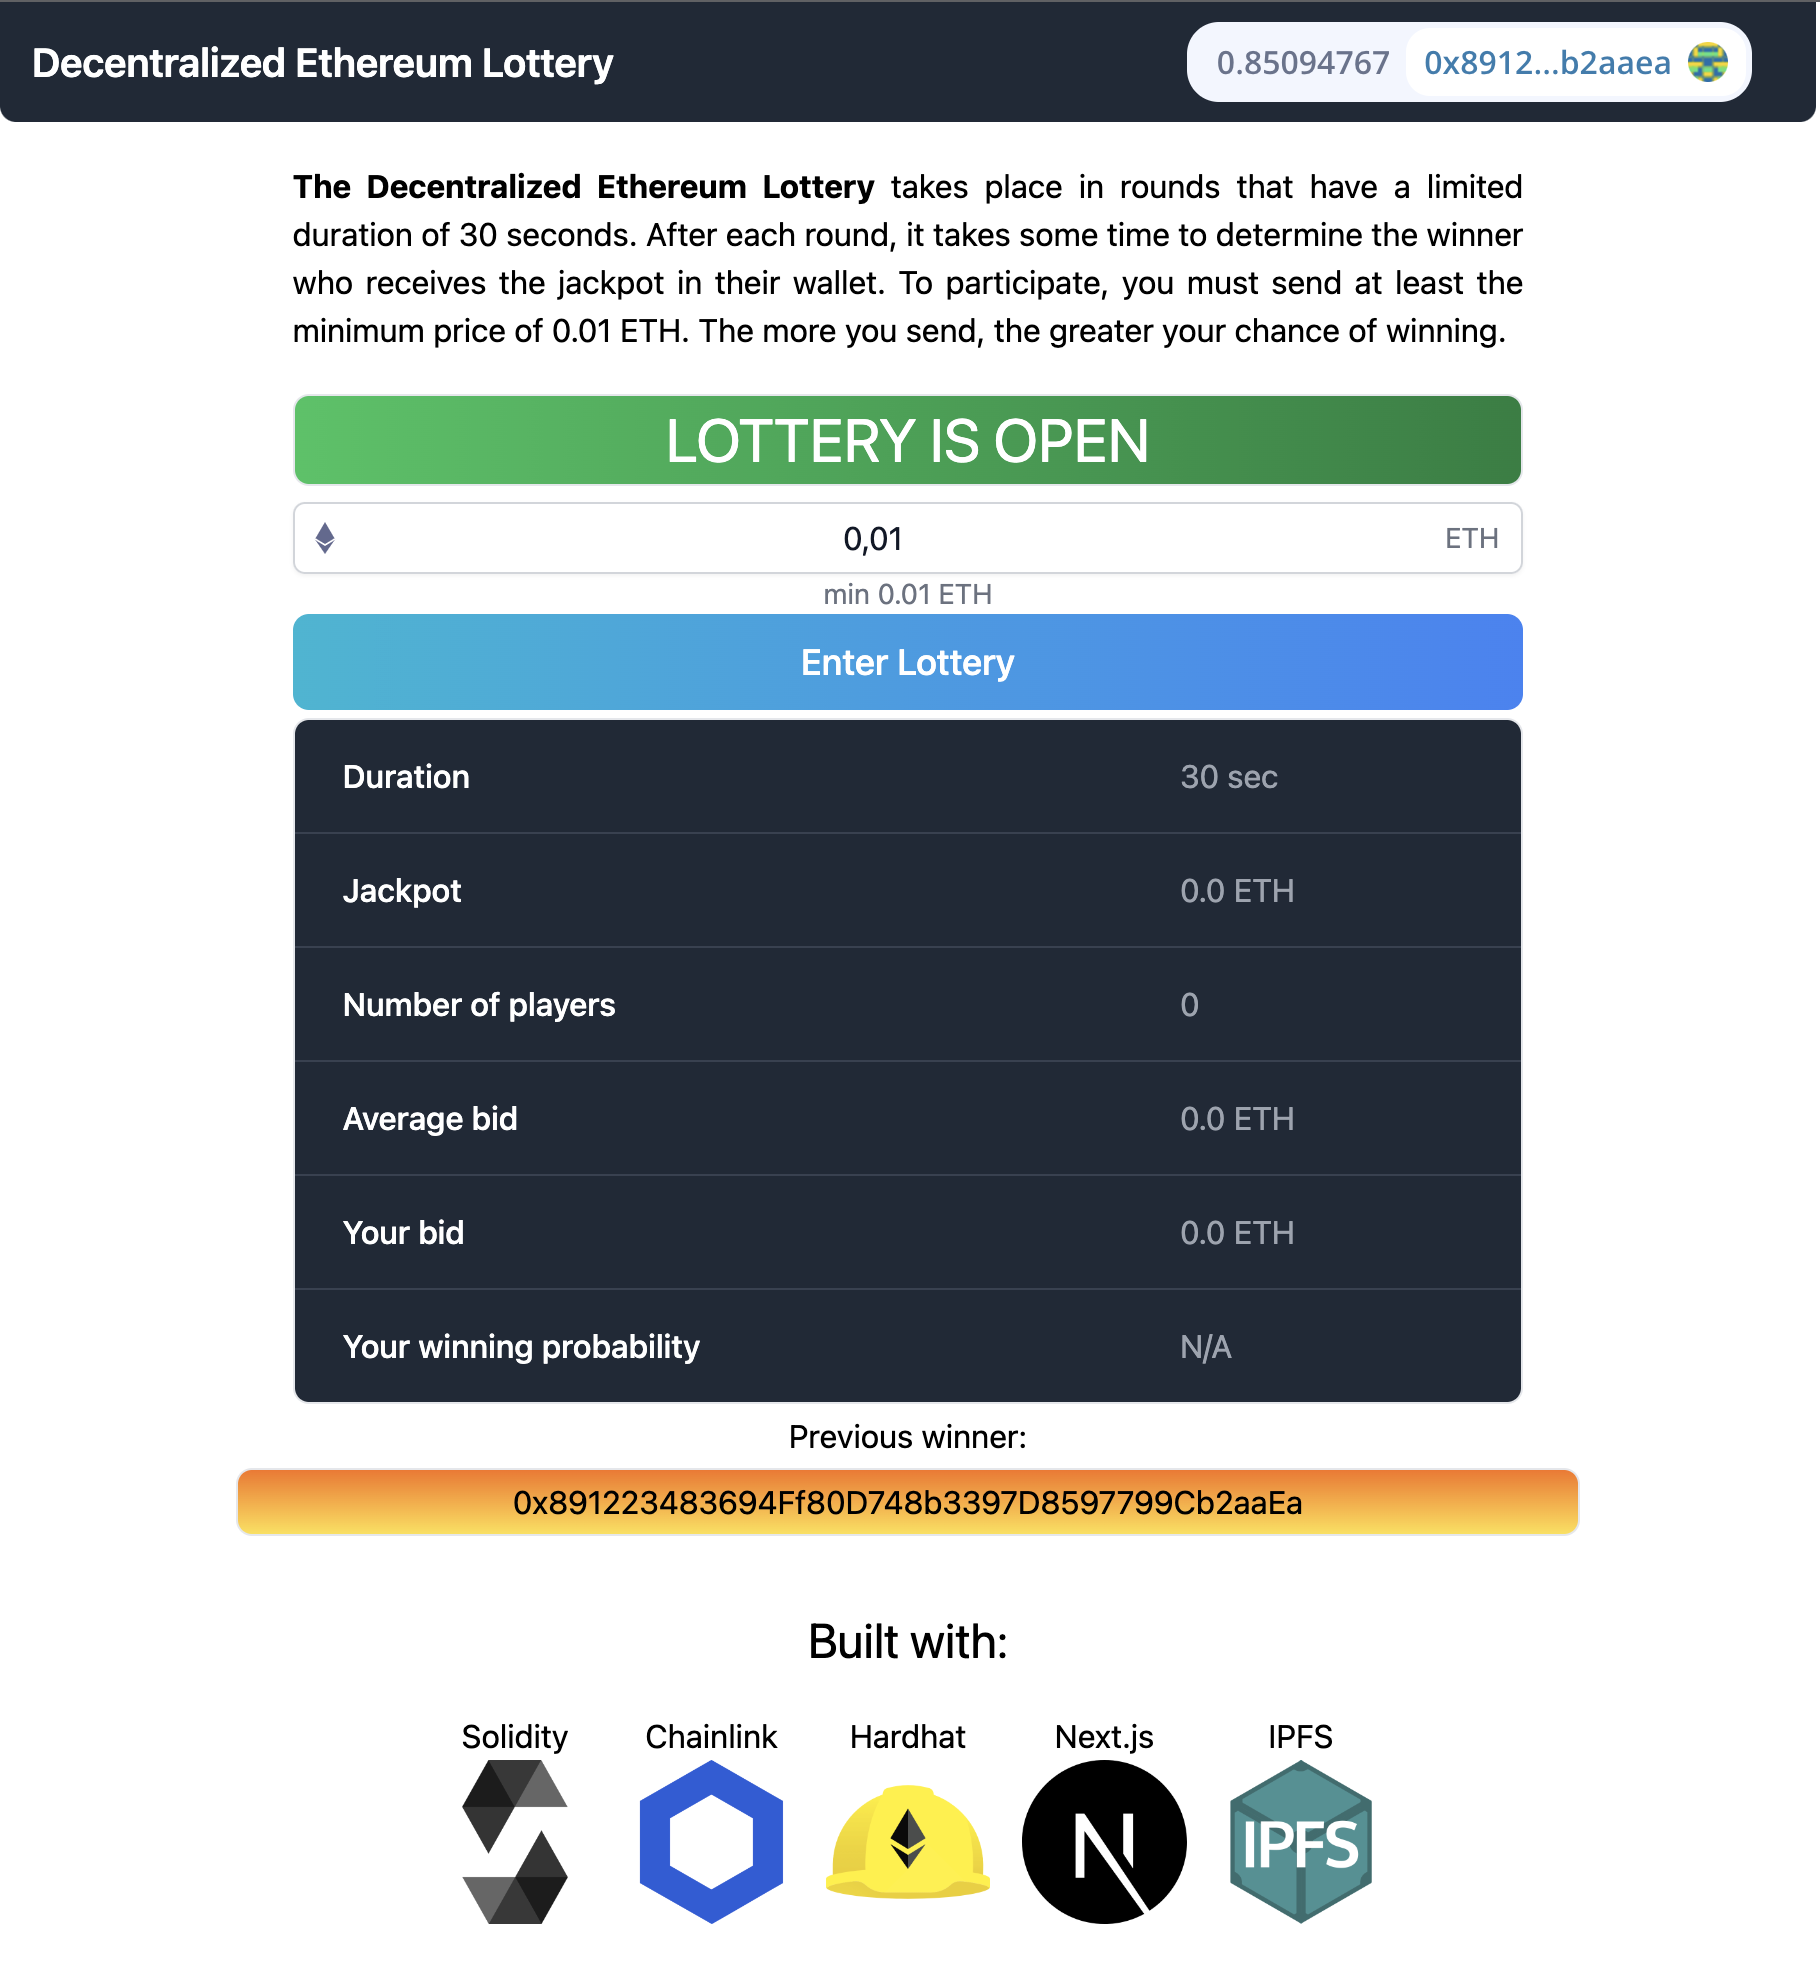 Decentralized Ethereum Lottery
0.85094767 0x8912...b2aaea
The Decentralized Ethereum Lottery takes place in rounds that have a limited
duration of 30 seconds. After each round, it takes some time to determine the winner
who receives the jackpot in their wallet. To participate, you must send at least the
minimum price of 0.01 ETH. The more you send, the greater your chance of winning.
LOTTERY IS OPEN
0,01 ETH
min 0.01 ETH
Enter Lottery
Duration 30 sec
Jackpot 0.0 ETH
Number of players 0
Average bid 0.0 ETH
Your bid 0.0 ETH
Your winning probability N/A
Previous winner:
0x891223483694Ff80D748b3397D8597799Cb2aaEa
Built with:
Solidity Chainlink Hardhat Next.js IPFS
N IPFS